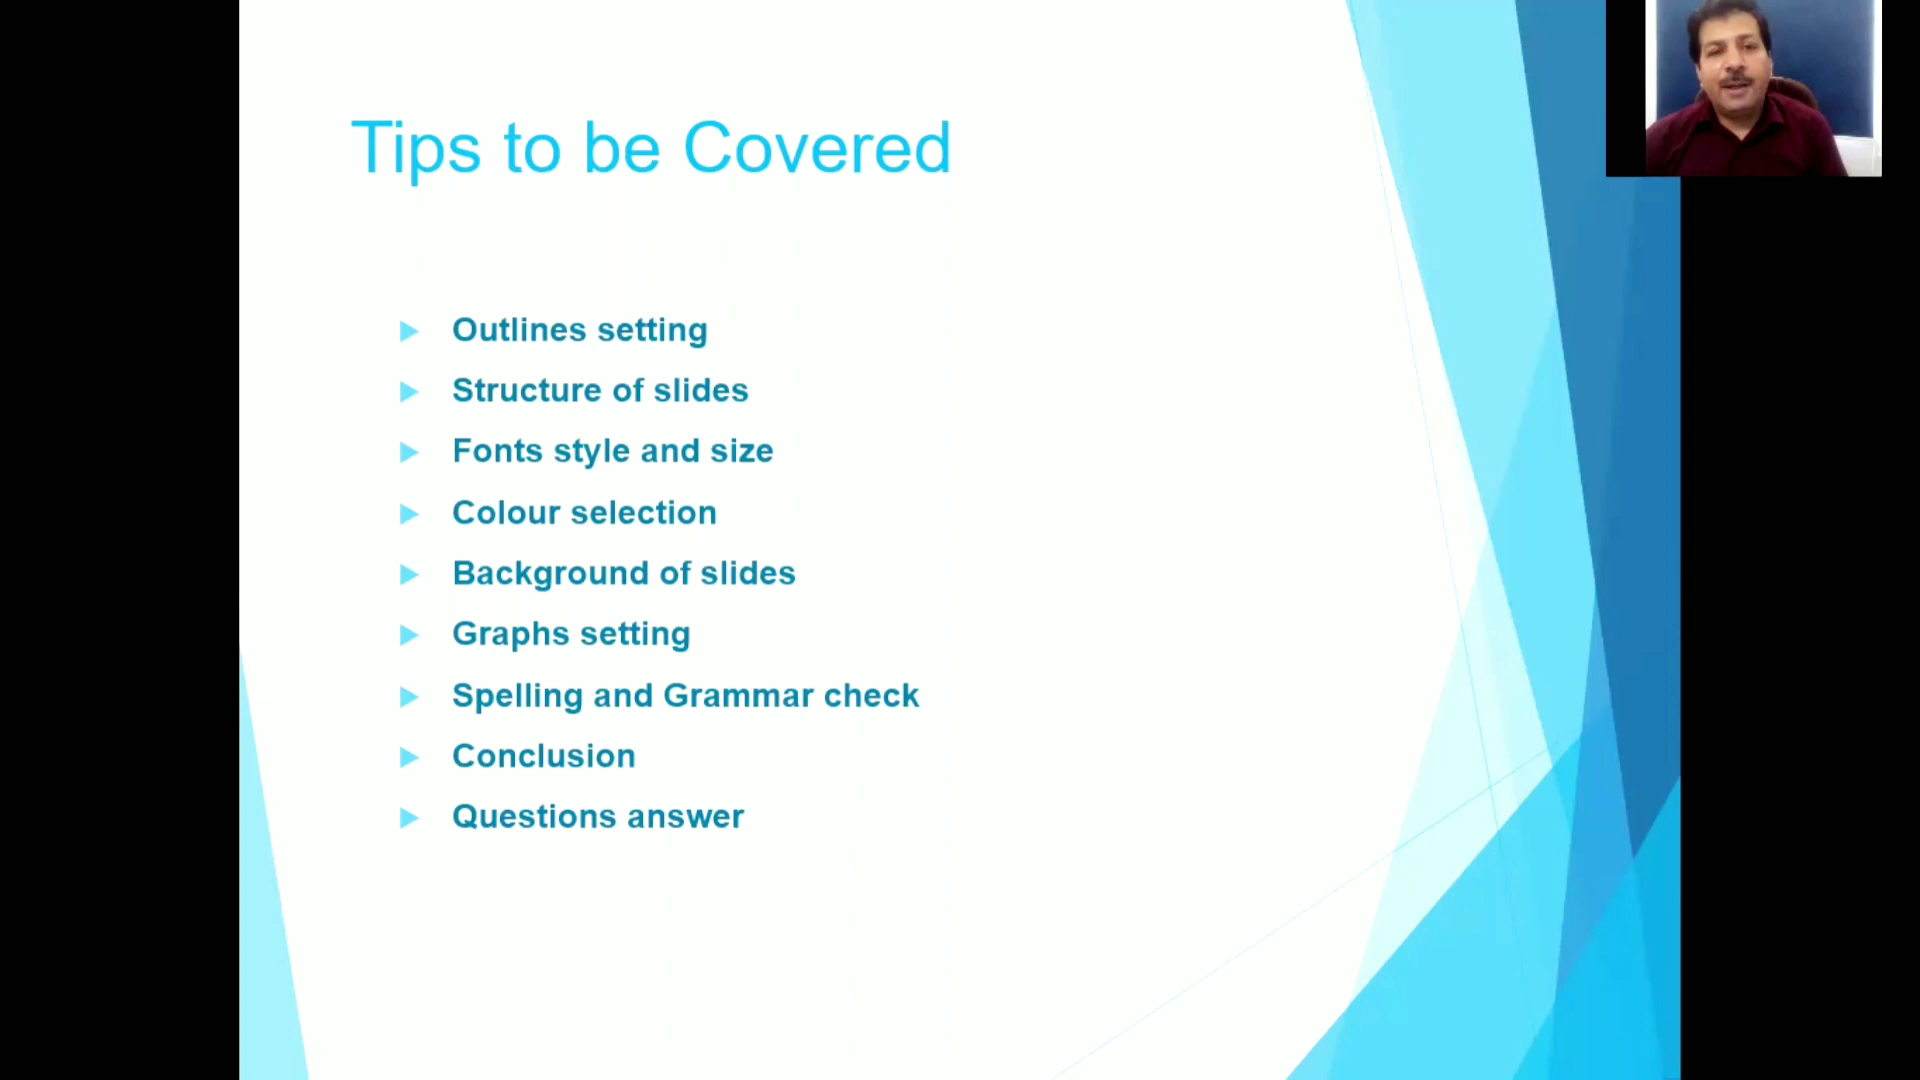 Tips to be Covered
Outlines setting
Structure of slides
Fonts style and size
Colour selection
Background of slides
Graphs setting
Spelling and Grammar check
Conclusion
Questions answer